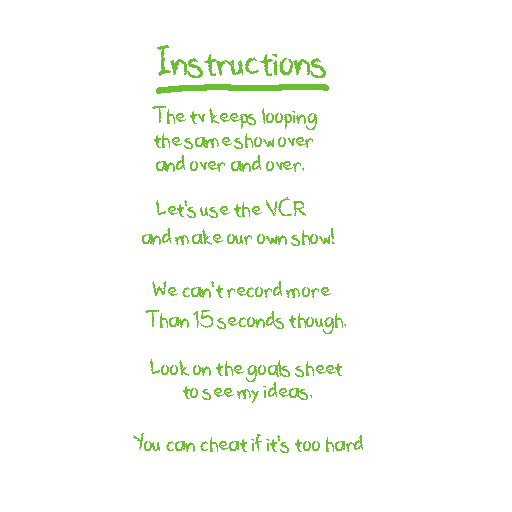 Instructions
The tv keeps looping
the same show over
and over and over.
Let's use the VCR
and make our own show!
We can't record more
Than 15 seconds though.
Look on the goals sheet
to see my ideas.
You can cheat if it's too hard